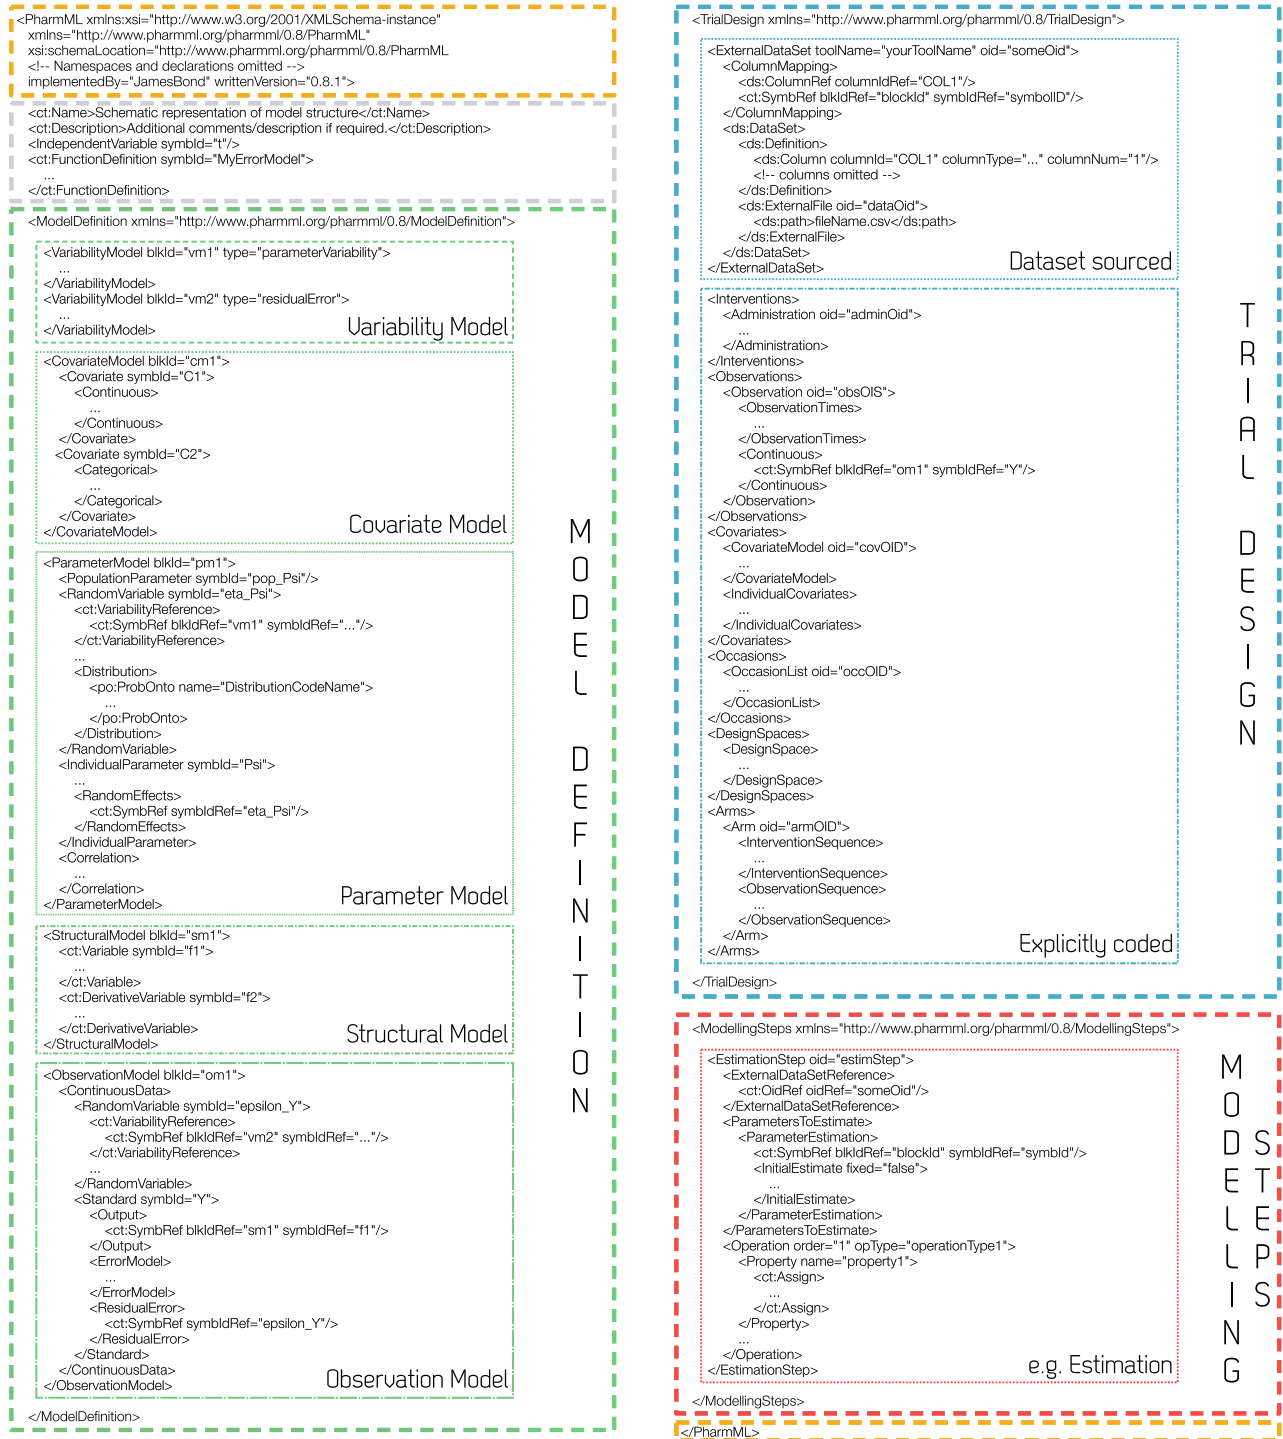 <PharmML xmlns:xsi="http://www.w3.org/2001/XMLSchema-instance"
xmlns="http://www.pharmml.org/pharmml/0.8/PharmML"
xsi:schemaLocation="http://www.pharmml.org/pharmml/0.8/PharmML
<!-- Namespaces and declarations omitted -->
implementedBy="JamesBond" writtenVersion="0.8.1">
<ct:Name>Schematic representation of model structure</ct:Name>
<ct:Description>Additional comments/description if required.</ct:Description>
<IndependentVariable symbId="t"/>
<ct:FunctionDefinition symbId="MyErrorModel">
...
</ct:FunctionDefinition>
<ModelDefinition xmlns="http://www.pharmml.org/pharmml/0.8/ModelDefinition">
<VariabilityModel blkId="vm1" type="parameterVariability">
...
</VariabilityModel>
<VariabilityModel blkId="vm2" type="residualError">
...
</VariabilityModel>
Variability Model
<CovariateModel blkId="cm1">
<Covariate symbId="C1">
<Continuous>
...
</Continuous>
</Covariate>
<Covariate symbId="C2">
<Categorical>
...
</Categorical>
</Covariate>
</CovariateModel>
Covariate Model
<ParameterModel blkId="pm1">
<PopulationParameter symbId="pop_Psi"/>
<RandomVariable symbId="eta_Psi">
<ct:VariabilityReference>
<ct:SymbRef blkIdRef="vm1" symbIdRef="..."/>
</ct:VariabilityReference>
...
<Distribution>
<po:ProbOnto name="DistributionCodeName">
...
</po:ProbOnto>
</Distribution>
</RandomVariable>
<IndividualParameter symbId="Psi">
...
<RandomEffects>
<ct:SymbRef symbIdRef="eta_Psi"/>
</RandomEffects>
</IndividualParameter>
<Correlation>
...
</Correlation>
</ParameterModel>
Parameter Model
<StructuralModel blkId="sm1">
<ct:Variable symbId="f1">
...
</ct:Variable>
<ct:DerivativeVariable symbId="f2">
...
</ct:DerivativeVariable>
</StructuralModel>
Structural Model
<ObservationModel blkId="om1">
<ContinuousData>
<RandomVariable symbId="epsilon_Y">
<ct:VariabilityReference>
<ct:SymbRef blkIdRef="vm2" symbIdRef="..."/>
</ct:VariabilityReference>
...
</RandomVariable>
<Standard symbId="Y">
<Output>
<ct:SymbRef blkIdRef="sm1" symbIdRef="f1"/>
</Output>
<ErrorModel>
...
</ErrorModel>
<ResidualError>
<ct:SymbRef symbIdRef="epsilon_Y"/>
</ResidualError>
</Standard>
</ContinuousData>
</ObservationModel>
Observation Model
</ModelDefinition>
MODEL DEFINITION
<TrialDesign xmlns="http://www.pharmml.org/pharmml/0.8/TrialDesign">
<ExternalDataSet toolName="yourToolName" oid="someOid">
<ColumnMapping>
<ds:ColumnRef columnIdRef="COL1"/>
<ct:SymbRef blkIdRef="blockId" symbIdRef="symbolID"/>
</ColumnMapping>
<ds:DataSet>
<ds:Definition>
<ds:Column columnId="COL1" columnType="..." columnNum="1"/>
<!-- columns omitted -->
</ds:Definition>
<ds:ExternalFile oid="dataOid">
<ds:path>fileName.csv</ds:path>
</ds:ExternalFile>
</ds:DataSet>
</ExternalDataSet>
Dataset sourced
<Interventions>
<Administration oid="adminOid">
...
</Administration>
</Interventions>
<Observations>
<Observation oid="obsOIS">
<ObservationTimes>
...
</ObservationTimes>
<Continuous>
<ct:SymbRef blkIdRef="om1" symbIdRef="Y"/>
</Continuous>
</Observation>
</Observations>
<Covariates>
<CovariateModel oid="covOID">
...
</CovariateModel>
<IndividualCovariates>
...
</IndividualCovariates>
</Covariates>
<Occasions>
<OccasionList oid="occOID">
...
</OccasionList>
</Occasions>
<DesignSpaces>
<DesignSpace>
...
</DesignSpace>
</DesignSpaces>
<Arms>
<Arm oid="armOID">
<InterventionSequence>
...
</InterventionSequence>
<ObservationSequence>
...
</ObservationSequence>
</Arm>
</Arms>
Explicitly coded
</TrialDesign>
TRIAL DESIGN
<ModellingSteps xmlns="http://www.pharmml.org/pharmml/0.8/ModellingSteps">
<EstimationStep oid="estimStep">
<ExternalDataSetReference>
<ct:OidRef oidRef="someOid"/>
</ExternalDataSetReference>
<ParametersToEstimate>
<ParameterEstimation>
<ct:SymbRef blkIdRef="blockId" symbIdRef="symbId"/>
<InitialEstimate fixed="false">
...
</InitialEstimate>
</ParameterEstimation>
</ParametersToEstimate>
<Operation order="1" opType="operationType1">
<Property name="property1">
<ct:Assign>
...
</ct:Assign>
</Property>
...
</Operation>
</EstimationStep>
e.g. Estimation
</ModellingSteps>
MODELLING
STEPS
</PharmML>